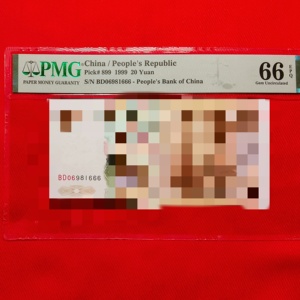 PMG
PAPER MONEY GUARANTY
China / People's Republic
Pick# 899 1999 20 Yuan
S/N BD06981666 - People's Bank of China
66 EPQ
Gem Uncirculated
BD06981666